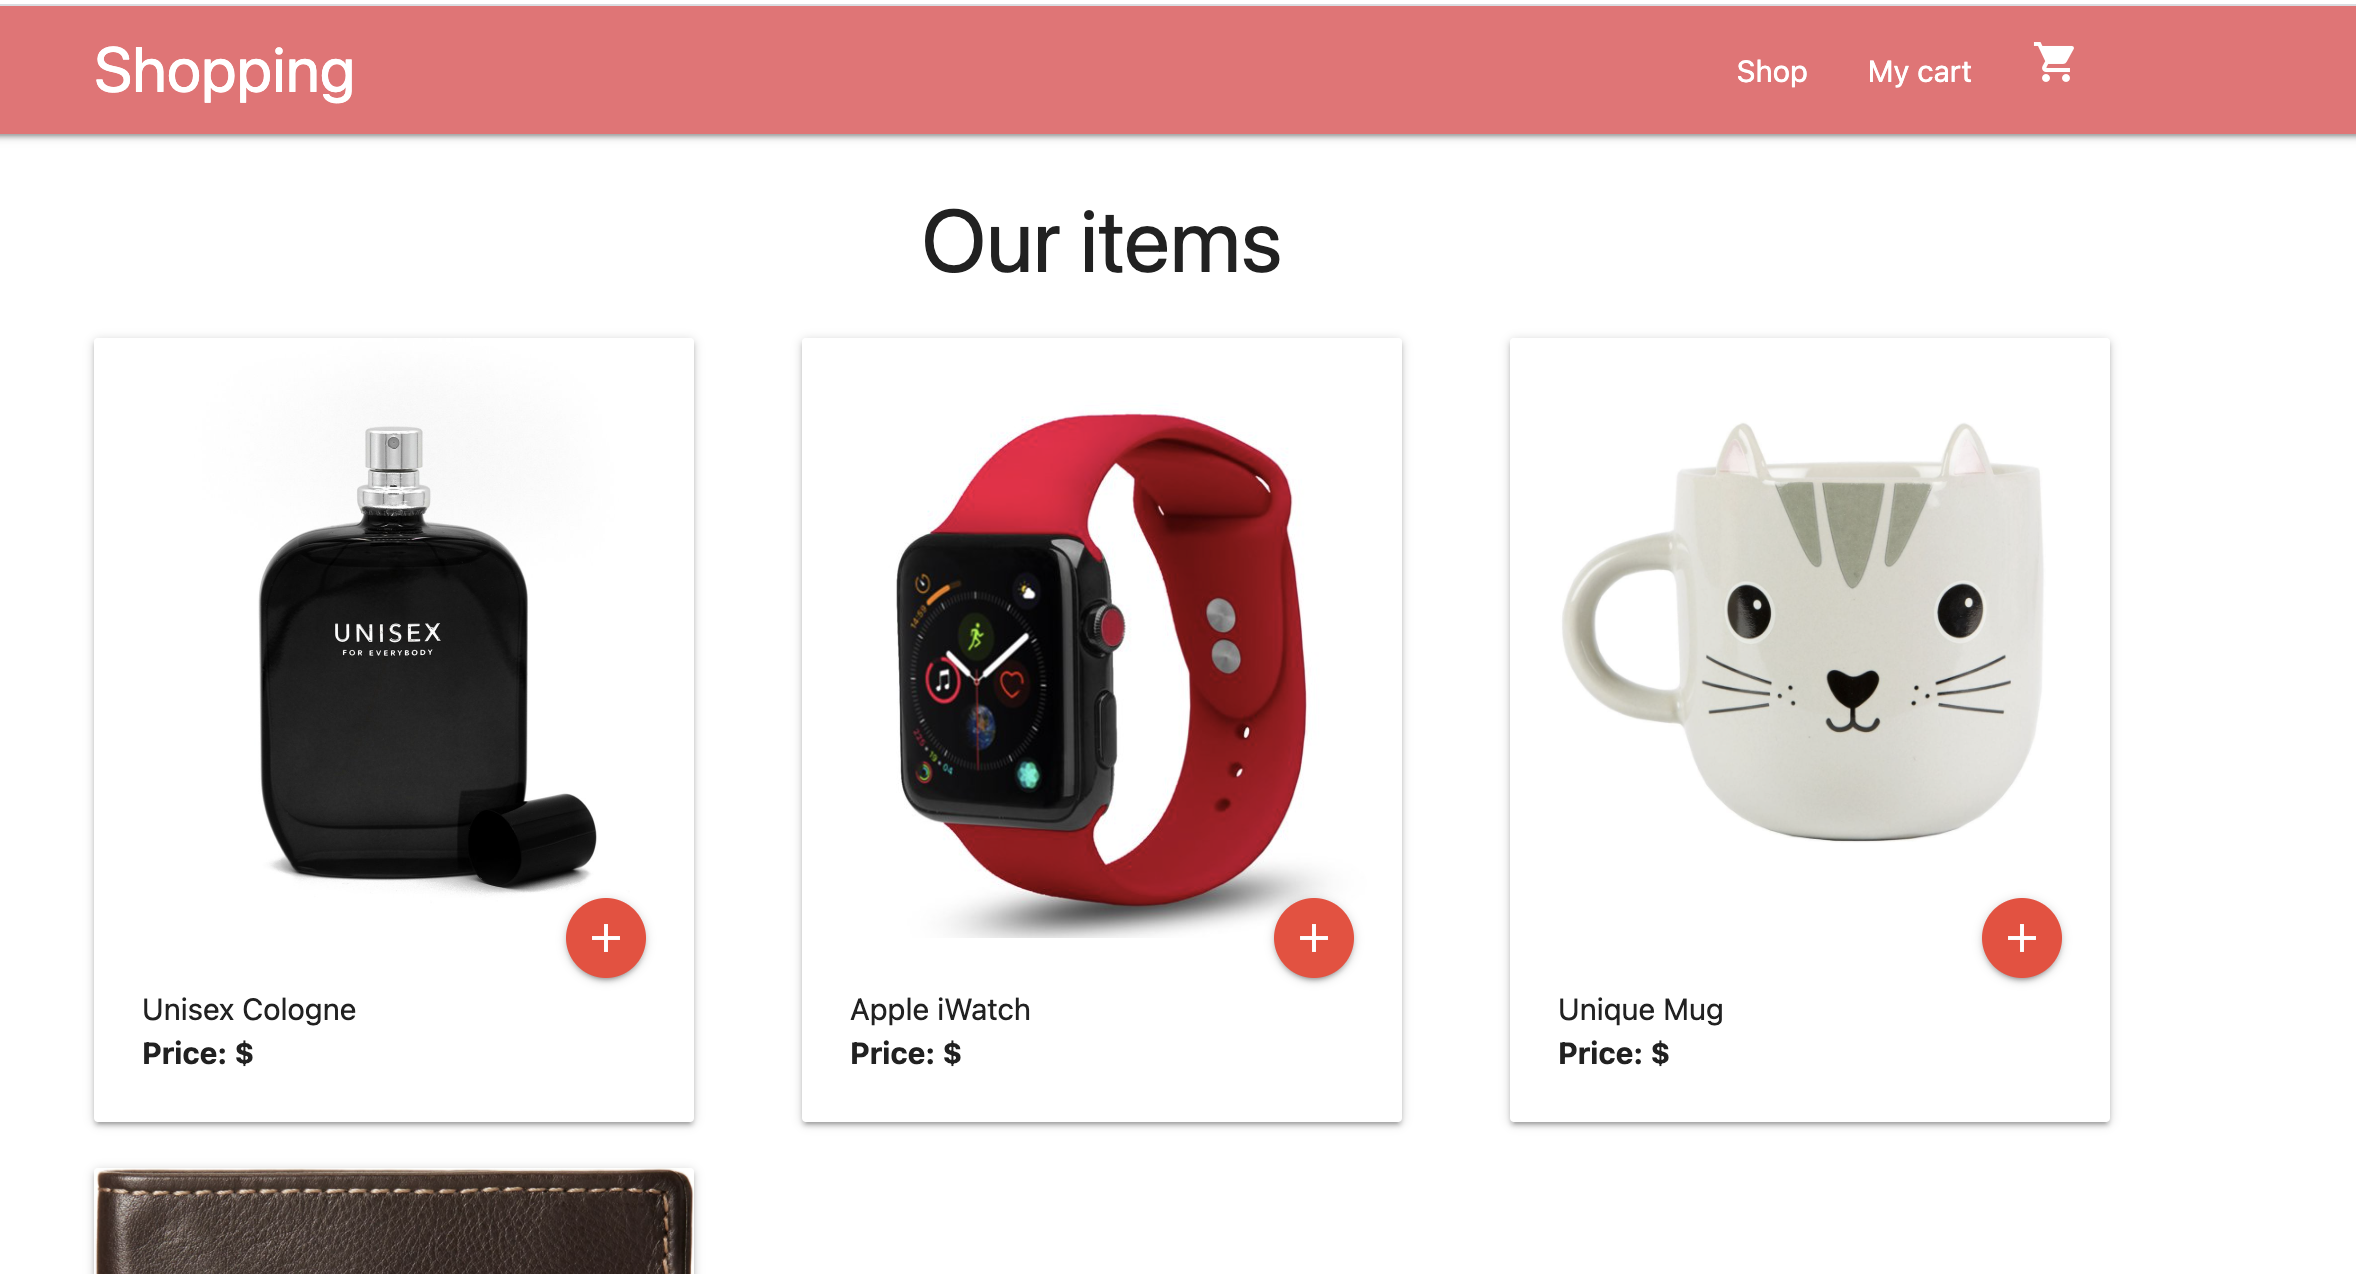 Shopping
Shop
My cart
Our items
UNISEX
FOR EVERYBODY
Unisex Cologne
Price: $
Apple iWatch
Price: $
Unique Mug
Price: $